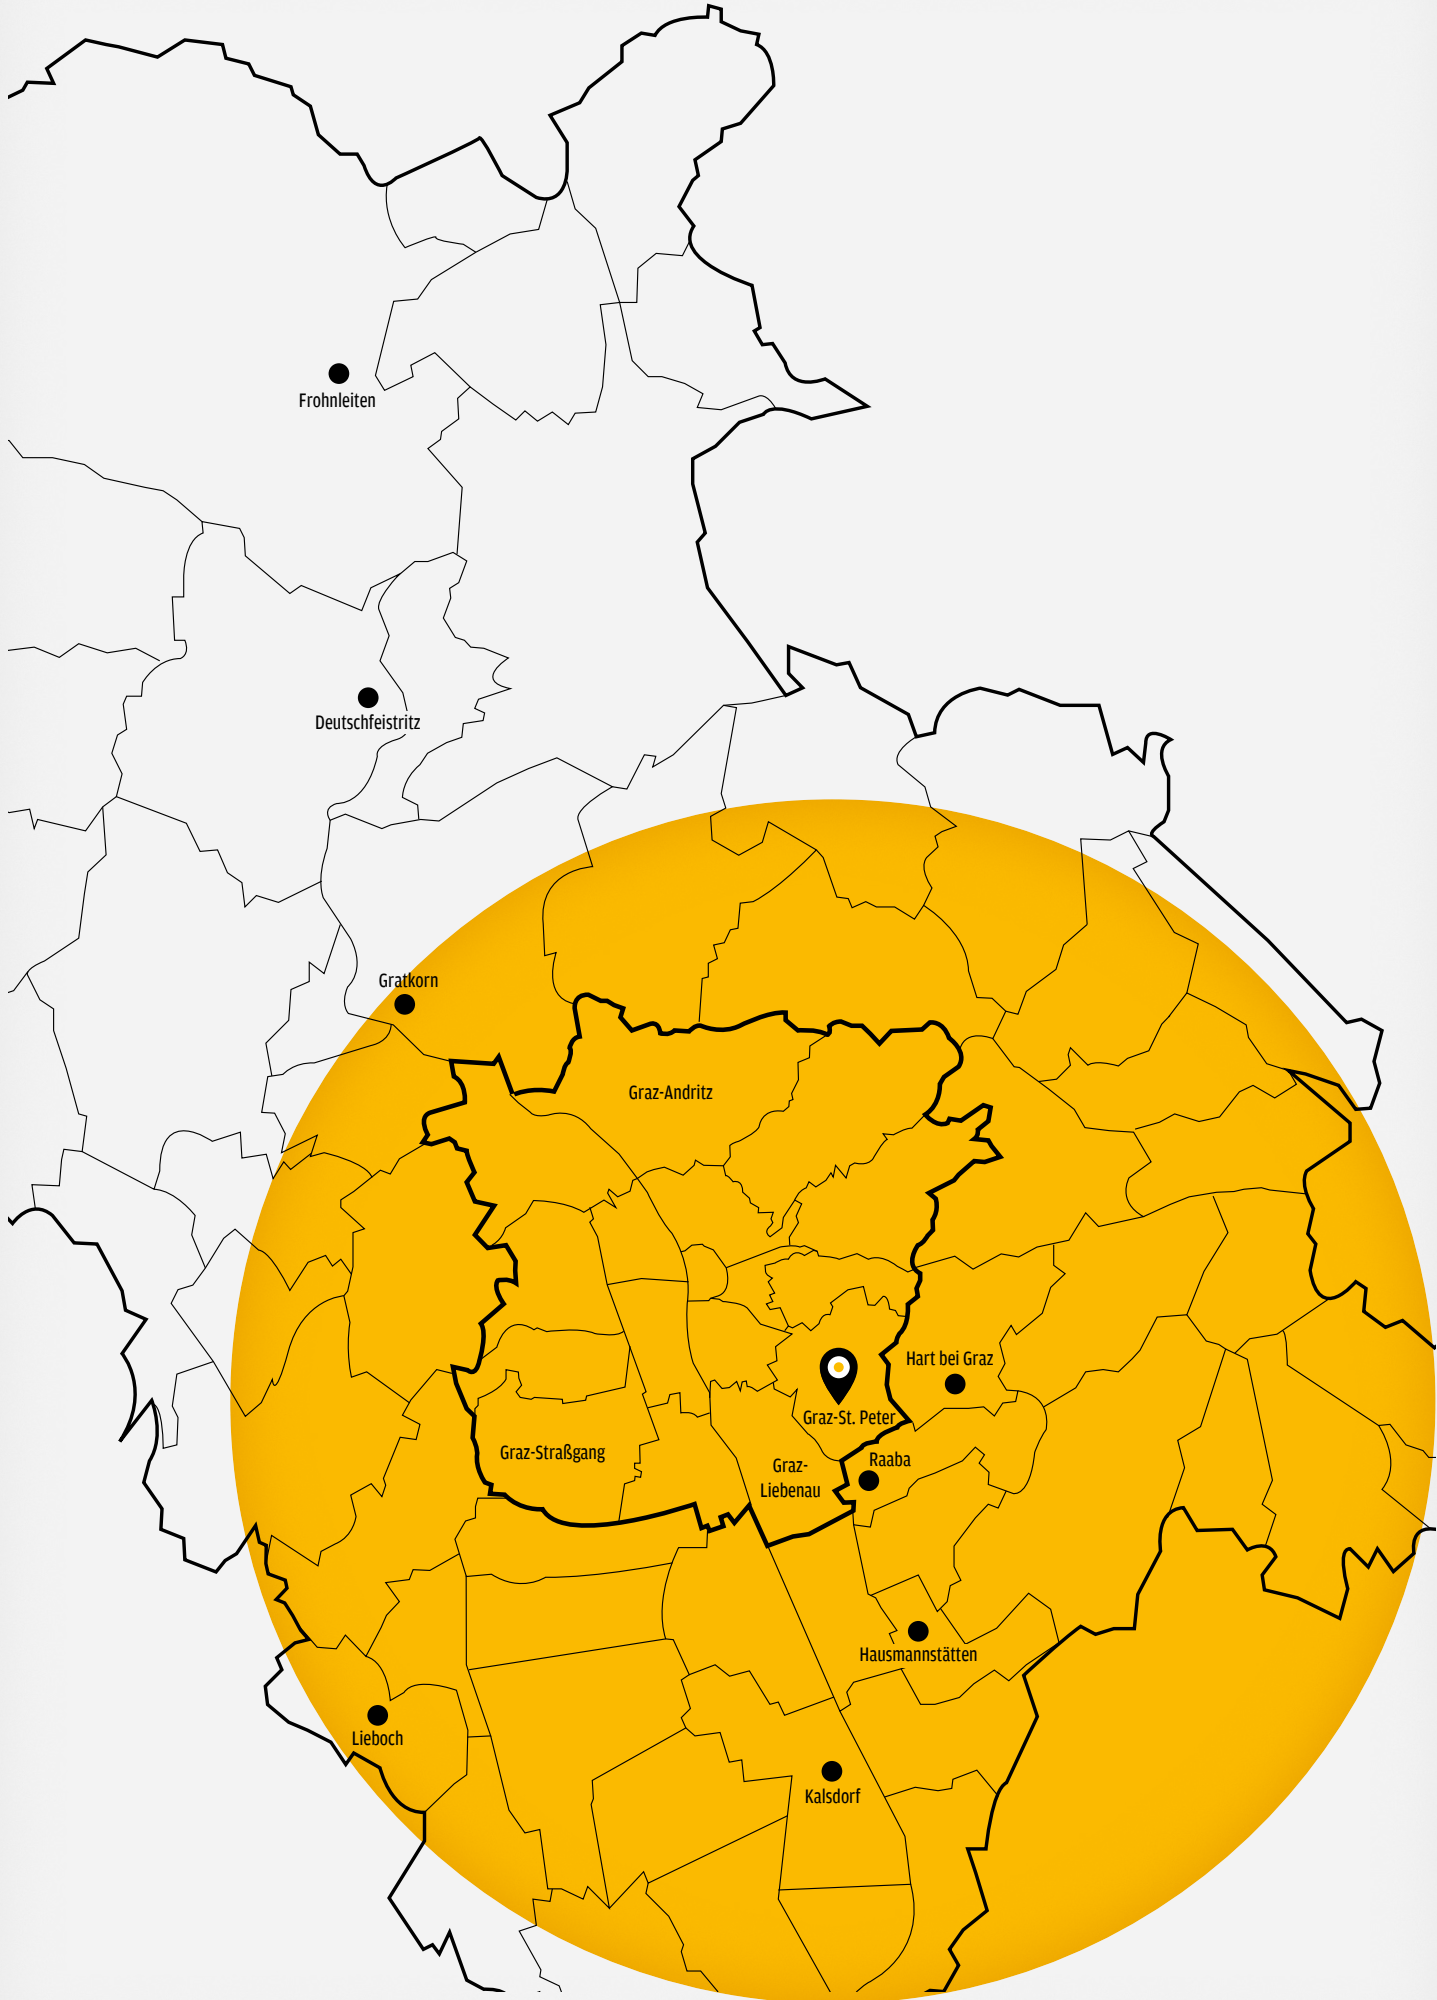 Frohnleiten
Deutschfeistritz
Gratkorn
Graz-Andritz
Hart bei Graz
Graz-St. Peter
Graz-Straßgang
Raaba
Graz-
Liebenau
Hausmannstätten
Lieboch
Kalsdorf